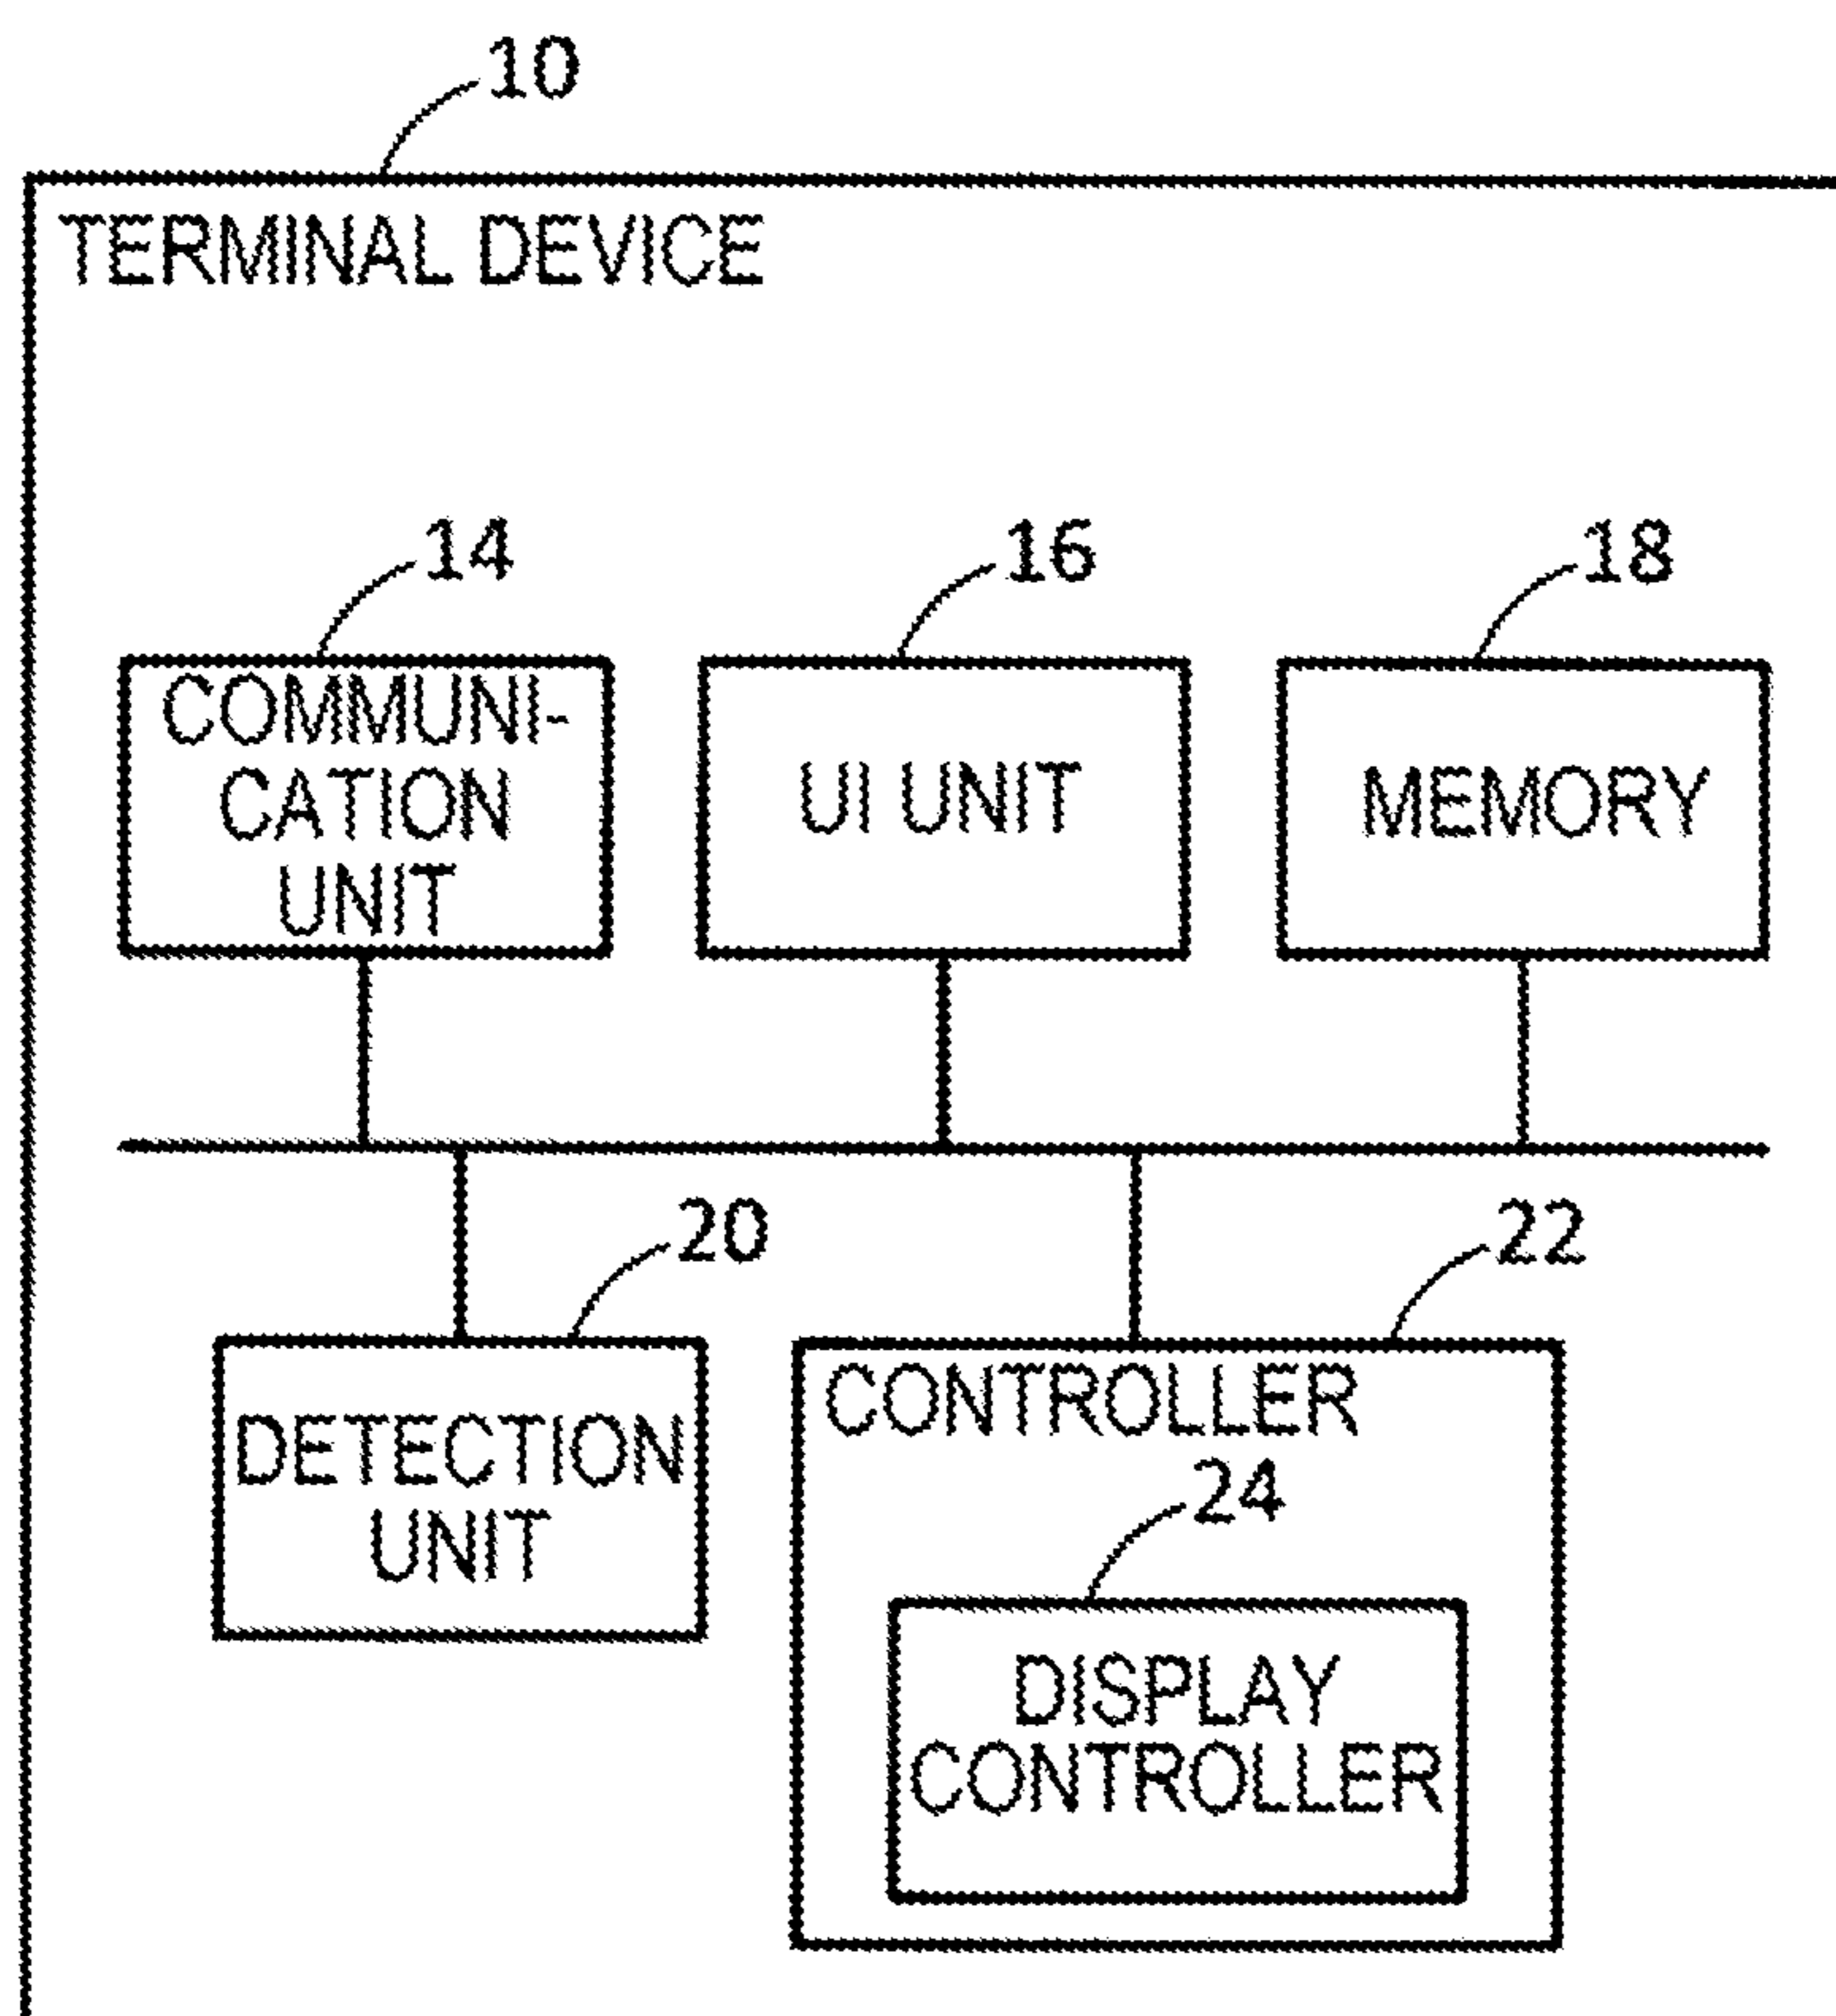 10
TERMINAL DEVICE
14
16
18
COMMUNI-
CATION
UNIT
UI UNIT
MEMORY
20
22
DETECTION
UNIT
CONTROLLER
24
DISPLAY
CONTROLLER